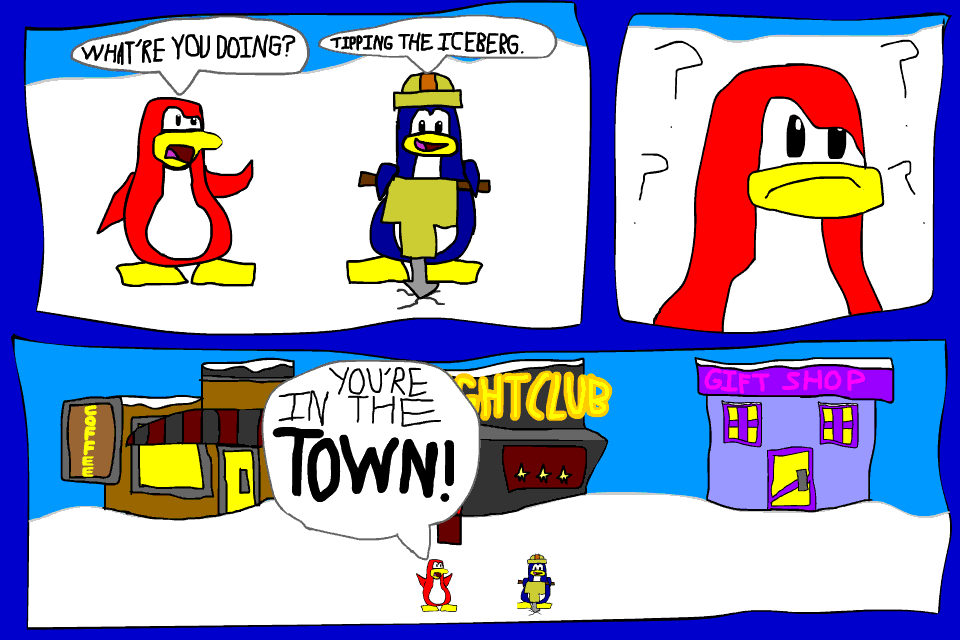 WHAT'RE YOU DOING?
TIPPING THE ICEBERG.
?
?
?
?
YOU'RE
IN THE
TOWN!
COFFEE
GHTCLUB
GIFT SHOP